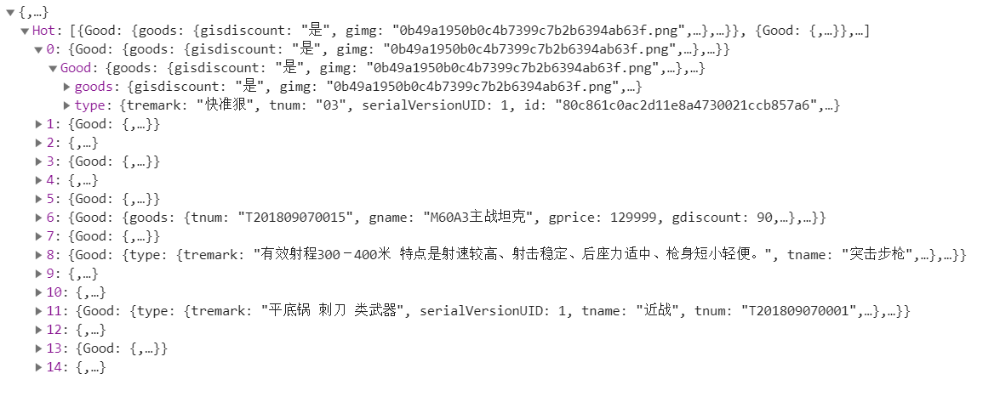 {,…}
Hot: [{Good: {goods: {gisdiscount: "是", gimg: "0b49a1950b0c4b7399c7b2b6394ab63f.png",…},…}}, {Good: {,…}},…]
0: {Good: {goods: {gisdiscount: "是", gimg: "0b49a1950b0c4b7399c7b2b6394ab63f.png",…},…}}
Good: {goods: {gisdiscount: "是", gimg: "0b49a1950b0c4b7399c7b2b6394ab63f.png",…},…}
goods: {gisdiscount: "是", gimg: "0b49a1950b0c4b7399c7b2b6394ab63f.png",…}
type: {tremark: "快准狠", tnum: "03", serialVersionUID: 1, id: "80c861c0ac2d11e8a4730021ccb857a6",…}
1: {Good: {,…}}
2: {,…}
3: {Good: {,…}}
4: {,…}
5: {Good: {,…}}
6: {Good: {goods: {tnum: "T201809070015", gname: "M60A3主战坦克", gprice: 129999, gdiscount: 90,…},…}}
7: {Good: {,…}}
8: {Good: {type: {tremark: "有效射程300－400米 特点是射速较高、射击稳定、后座力适中、枪身短小轻便。", tname: "突击步枪",…},…}}
9: {,…}
10: {,…}
11: {Good: {type: {tremark: "平底锅 刺刀 类武器", serialVersionUID: 1, tname: "近战", tnum: "T201809070001",…},…}}
12: {,…}
13: {Good: {,…}}
14: {,…}